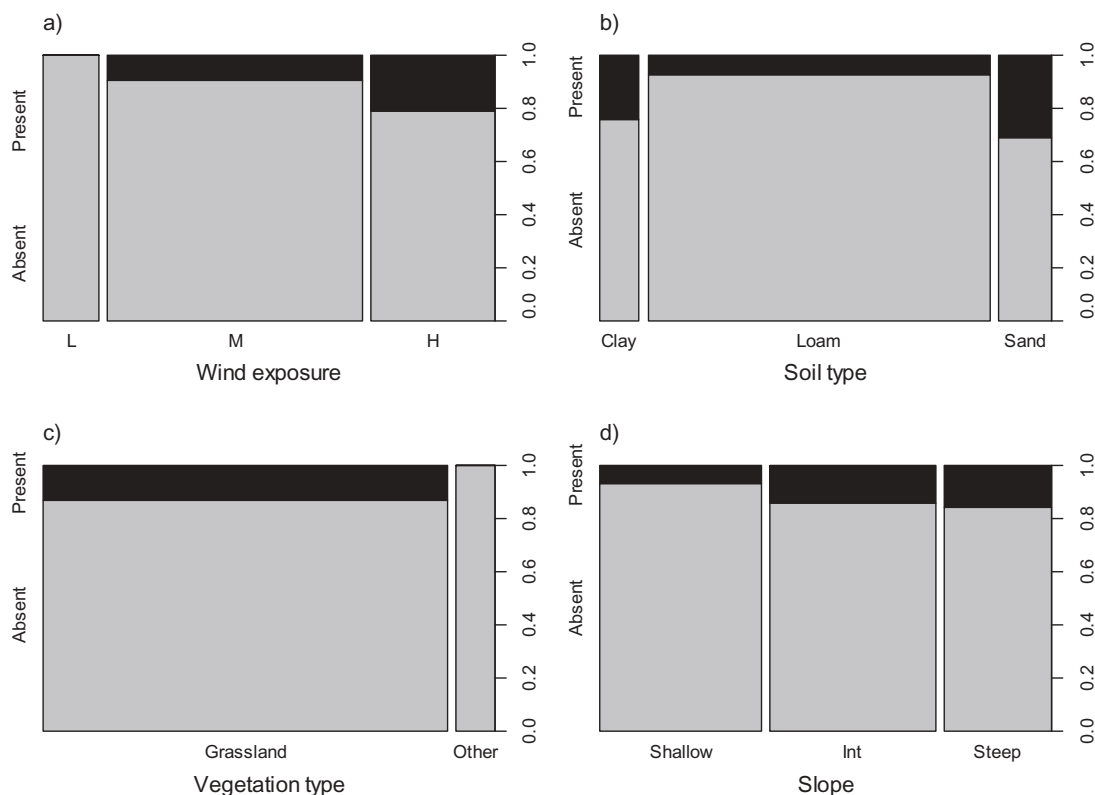 a)
Present
Absent
1.0
0.8
0.6
0.4
0.2
0.0
L M H
Wind exposure
b)
Present
Absent
1.0
0.8
0.6
0.4
0.2
0.0
Clay Loam Sand
Soil type
c)
Present
Absent
1.0
0.8
0.6
0.4
0.2
0.0
Grassland Other
Vegetation type
d)
Present
Absent
1.0
0.8
0.6
0.4
0.2
0.0
Shallow Int Steep
Slope